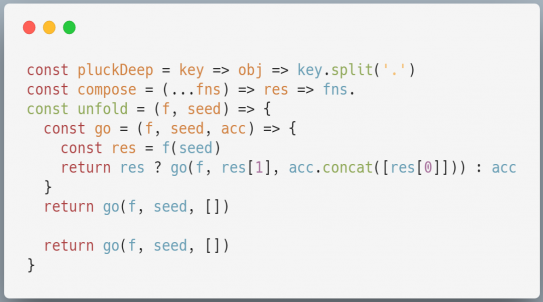 const pluckDeep = key => obj => key.split('.')
const compose = (...fns) => res => fns.
const unfold = (f, seed) => {
  const go = (f, seed, acc) => {
    const res = f(seed)
    return res ? go(f, res[1], acc.concat([res[0]])) : acc
  }
  return go(f, seed, [])

  return go(f, seed, [])
}